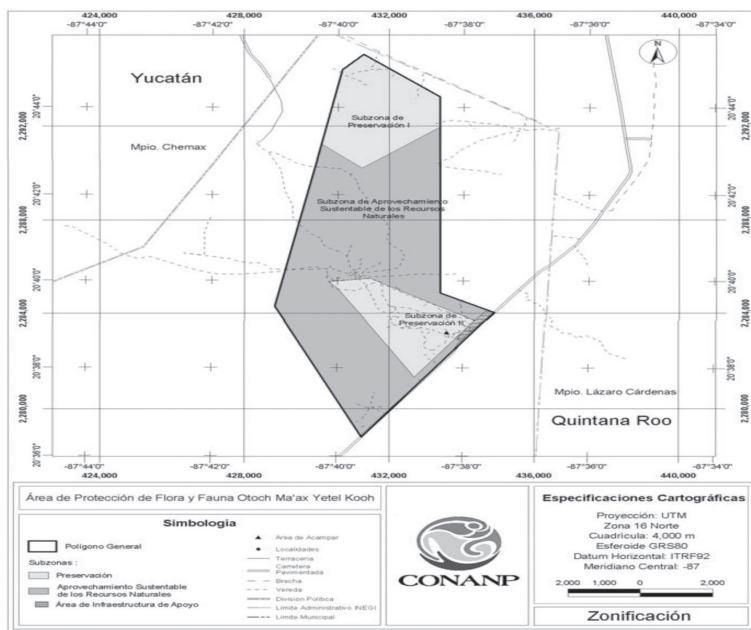 424,000 428,000 432,000 436,000 440,000
-87°44'0" -87°42'0" -87°40'0" -87°38'0" -87°36'0" -87°34'0"
N
Yucatán
20°44'0" 20°44'0"
2,292,000 2,292,000
Subzona de
Preservación I
Mpio. Chemax
20°42'0" 20°42'0"
Subzona de Aprovechamiento
Sustentable de los Recursos
Naturales
2,288,000 2,288,000
20°40'0" 20°40'0"
2,284,000 2,284,000
Subzona de
Preservación II
20°38'0" 20°38'0"
Mpio. Lázaro Cárdenas
2,280,000 2,280,000
Quintana Roo
20°36'0" 20°36'0"
-87°44'0" -87°42'0" -87°40'0" -87°38'0" -87°36'0" -87°34'0"
424,000 428,000 432,000 436,000 440,000
Área de Protección de Flora y Fauna Otoch Ma'ax Yetel Kooh
Simbología
Polígono General
Subzonas :
Preservación
Aprovechamiento Sustentable
de los Recursos Naturales
Área de Infraestructura de Apoyo
Área de Acampar
Localidades
Terracería
Carretera
Pavimentada
Brecha
Vereda
División Política
Límite Administrativo INEGI
Límite Municipal
CONANP
Especificaciones Cartográficas
Proyección: UTM
Zona 16 Norte
Cuadrícula: 4,000 m
Esferoide GRS80
Datum Horizontal: ITRF92
Meridiano Central: -87
2,000 1,000 0 2,000
Zonificación